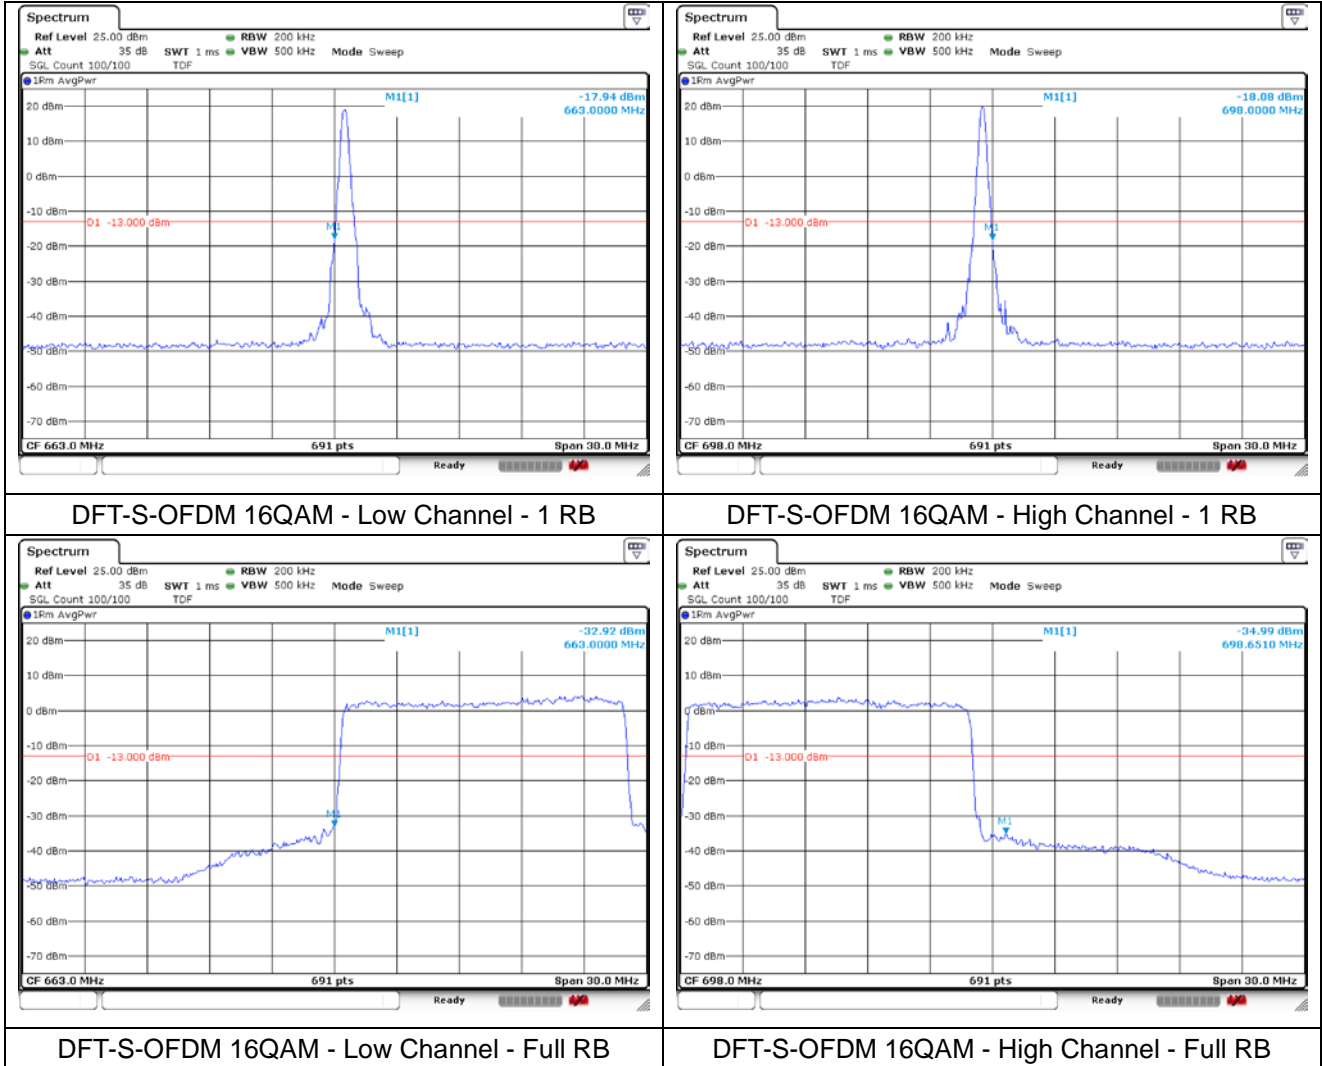 Spectrum
Ref Level 25.00 dBm RBW 200 kHz
Att 35 dB SWT 1 ms VBW 500 kHz Mode Sweep
SGL Count 100/100 TDF
1Rm AvgPwr
M1[1] -17.94 dBm
663.0000 MHz
20 dBm
10 dBm
0 dBm
-10 dBm
D1 -13.000 dBm
M1
-20 dBm
-30 dBm
-40 dBm
-50 dBm
-60 dBm
-70 dBm
CF 663.0 MHz 691 pts Span 30.0 MHz
Ready
DFT-S-OFDM 16QAM - Low Channel - 1 RB
Spectrum
Ref Level 25.00 dBm RBW 200 kHz
Att 35 dB SWT 1 ms VBW 500 kHz Mode Sweep
SGL Count 100/100 TDF
1Rm AvgPwr
M1[1] -18.08 dBm
698.0000 MHz
20 dBm
10 dBm
0 dBm
-10 dBm
D1 -13.000 dBm
M1
-20 dBm
-30 dBm
-40 dBm
-50 dBm
-60 dBm
-70 dBm
CF 698.0 MHz 691 pts Span 30.0 MHz
Ready
DFT-S-OFDM 16QAM - High Channel - 1 RB
Spectrum
Ref Level 25.00 dBm RBW 200 kHz
Att 35 dB SWT 1 ms VBW 500 kHz Mode Sweep
SGL Count 100/100 TDF
1Rm AvgPwr
M1[1] -32.92 dBm
663.0000 MHz
20 dBm
10 dBm
0 dBm
-10 dBm
D1 -13.000 dBm
-20 dBm
-30 dBm
M1
-40 dBm
-50 dBm
-60 dBm
-70 dBm
CF 663.0 MHz 691 pts Span 30.0 MHz
Ready
DFT-S-OFDM 16QAM - Low Channel - Full RB
Spectrum
Ref Level 25.00 dBm RBW 200 kHz
Att 35 dB SWT 1 ms VBW 500 kHz Mode Sweep
SGL Count 100/100 TDF
1Rm AvgPwr
M1[1] -34.99 dBm
698.6510 MHz
20 dBm
10 dBm
0 dBm
-10 dBm
D1 -13.000 dBm
-20 dBm
-30 dBm
M1
-40 dBm
-50 dBm
-60 dBm
-70 dBm
CF 698.0 MHz 691 pts Span 30.0 MHz
Ready
DFT-S-OFDM 16QAM - High Channel - Full RB